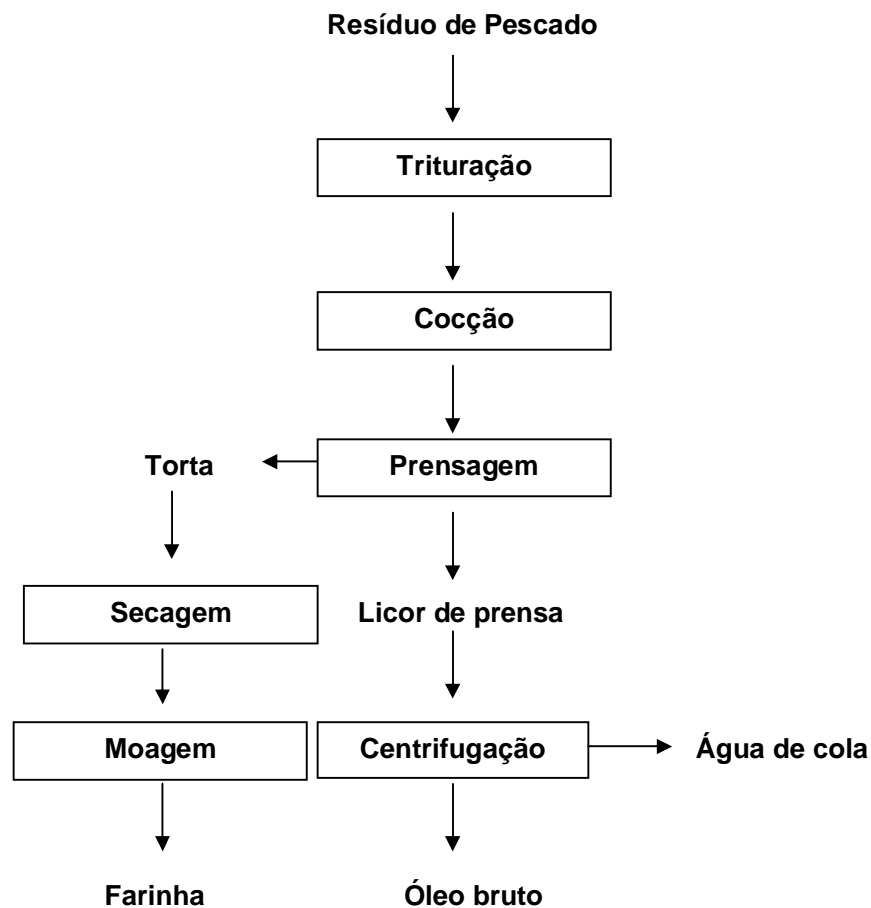 Resíduo de Pescado
Trituração
Cocção
Torta
Prensagem
Secagem
Licor de prensa
Moagem
Centrifugação
Água de cola
Farinha
Óleo bruto